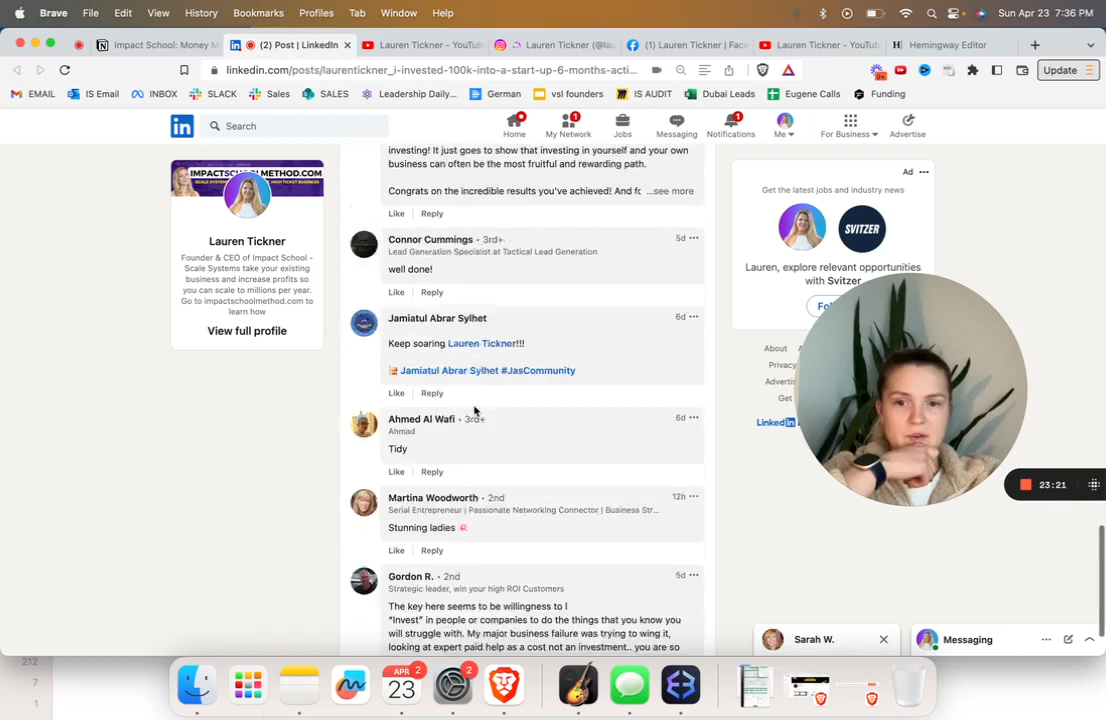 Brave File Edit View History Bookmarks Profiles Tab Window Help
Sun Apr 23 7:36 PM
Impact School: Money M
(2) Post | LinkedIn
Lauren Tickner - YouTub
Lauren Tickner (@lau
(1) Lauren Tickner | Face
Lauren Tickner - YouTub
Hemingway Editor
linkedin.com/posts/laurentickner_i-invested-100k-into-a-start-up-6-months-acti...
9+
Update
EMAIL IS Email INBOX SLACK Sales SALES Leadership Daily... German vsl founders IS AUDIT Dubai Leads Eugene Calls Funding
Search
Home My Network Jobs Messaging Notifications Me For Business Advertise
1 1
IMPACTSCHOOLMETHOD.COM
Lauren Tickner
Founder & CEO of Impact School -
Scale Systems take your existing
business and increase profits so
you can scale to millions per year.
Go to impactschoolmethod.com to
learn how
View full profile
investing! It just goes to show that investing in yourself and your own
business can often be the most fruitful and rewarding path.
Congrats on the incredible results you've achieved! And fo ...see more
Like Reply
Connor Cummings • 3rd+ 5d
Lead Generation Specialist at Tactical Lead Generation
well done!
Like Reply
Jamiatul Abrar Sylhet 6d
Keep soaring Lauren Tickner!!!
Jamiatul Abrar Sylhet #JasCommunity
Like Reply
Ahmed Al Wafi • 3rd+ 6d
Ahmad
Tidy
Like Reply
Martina Woodworth • 2nd 12h
Serial Entrepreneur | Passionate Networking Connector | Business Str...
Stunning ladies
Like Reply
Gordon R. • 2nd 5d
Strategic leader, win your high ROI Customers
The key here seems to be willingness to I
"Invest" in people or companies to do the things that you know you
will struggle with. My major business failure was trying to wing it,
looking at expert paid help as a cost not an investment.. you are so
Ad
Get the latest jobs and industry news
SVITZER
Lauren, explore relevant opportunities
with Svitzer
About
Privacy
Get
Linked in
23:21
Sarah W.
Messaging
212
7
1
APR
23
2
2